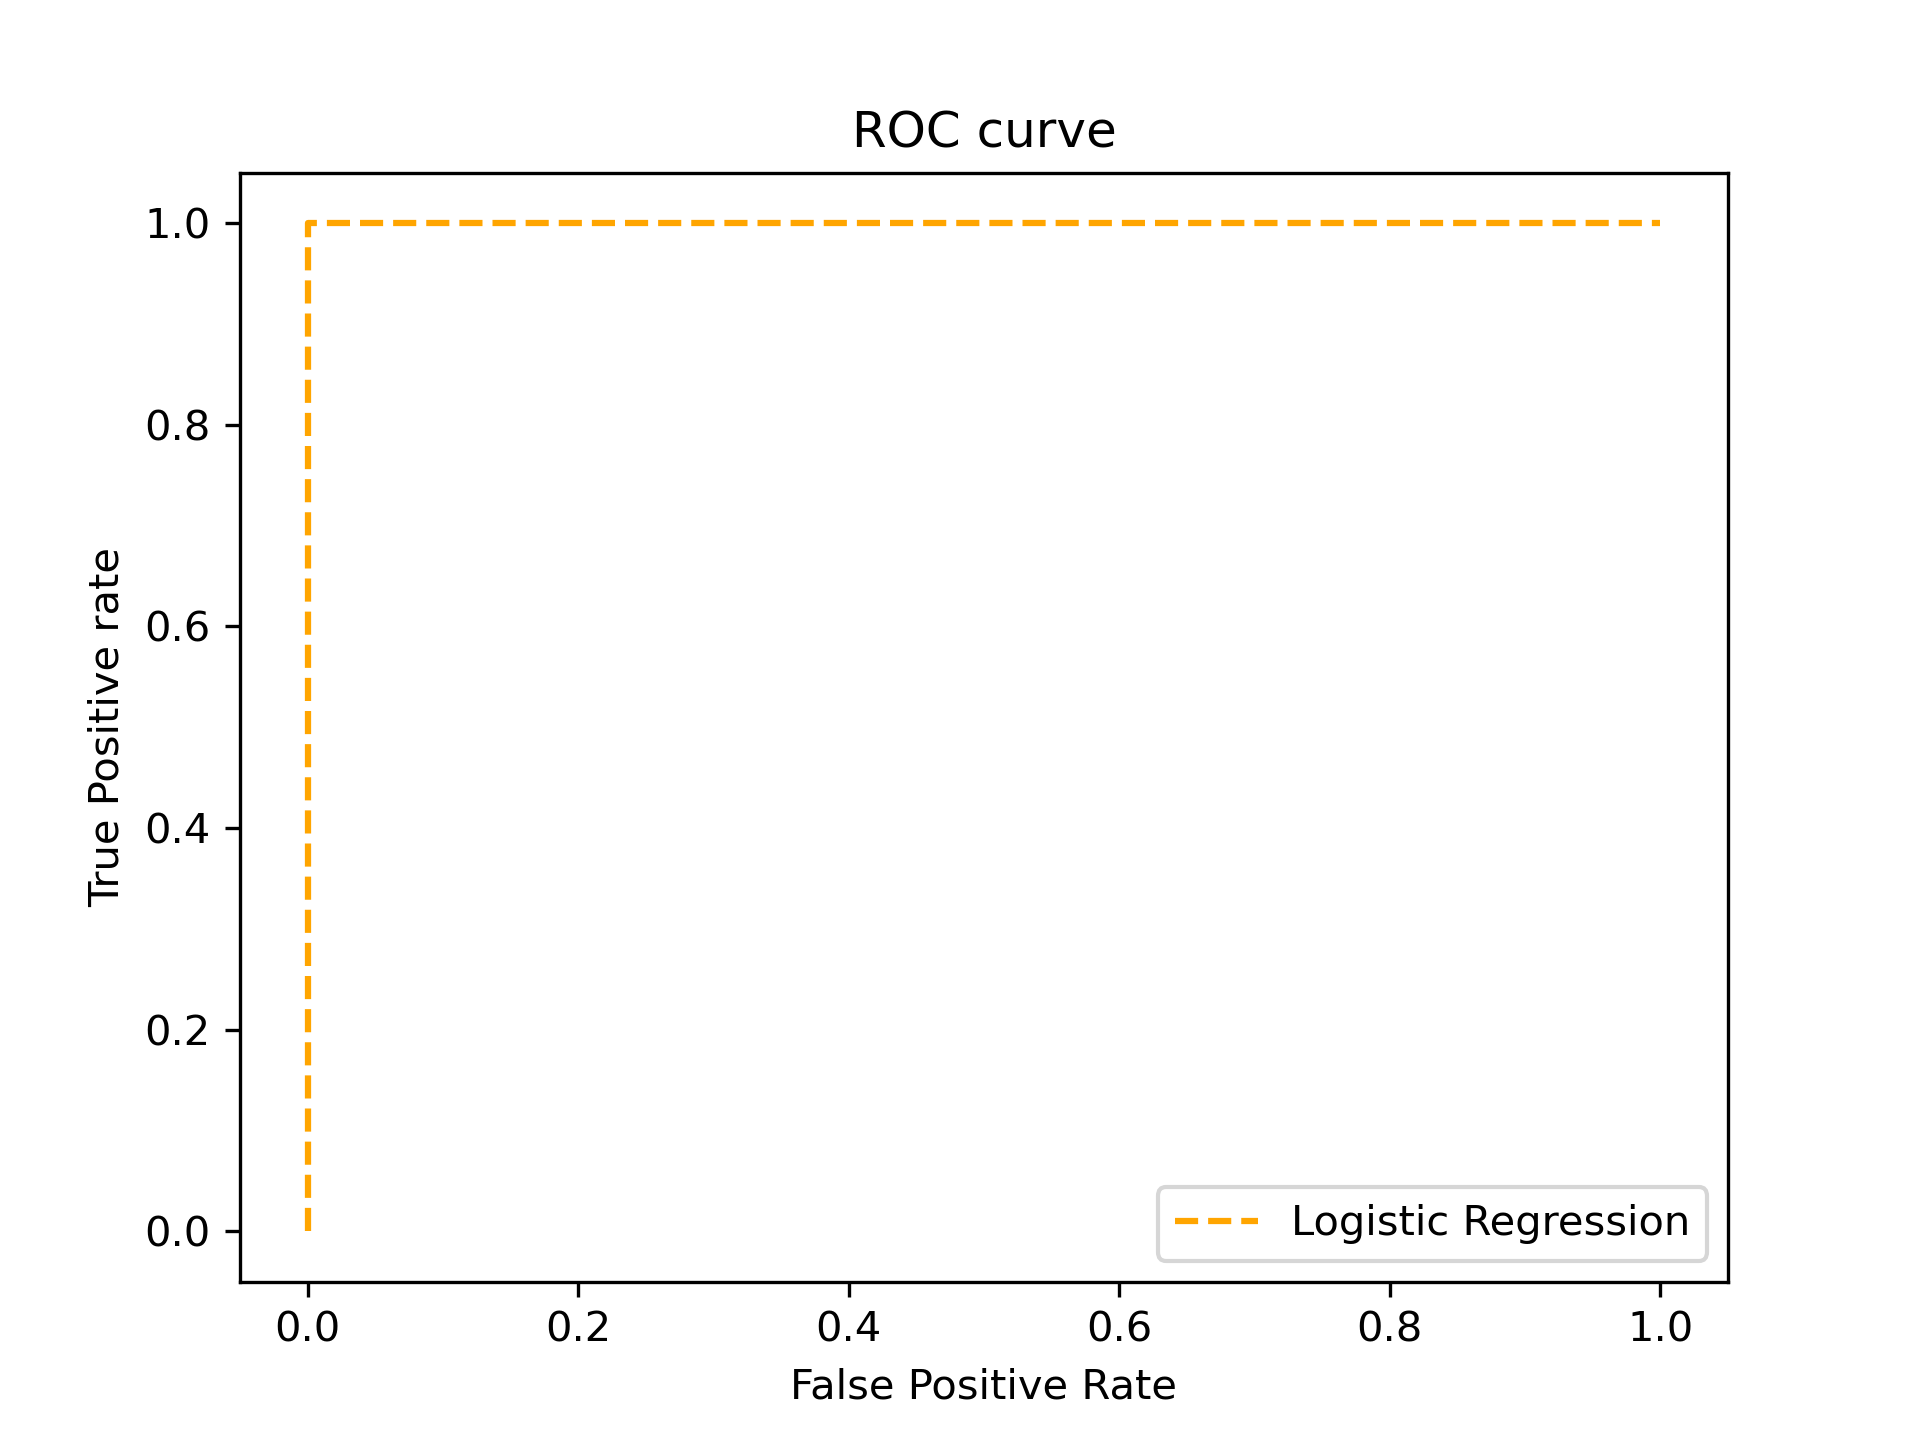 ROC curve
True Positive rate
1.0
0.8
0.6
0.4
0.2
0.0
Logistic Regression
0.0 0.2 0.4 0.6 0.8 1.0
False Positive Rate